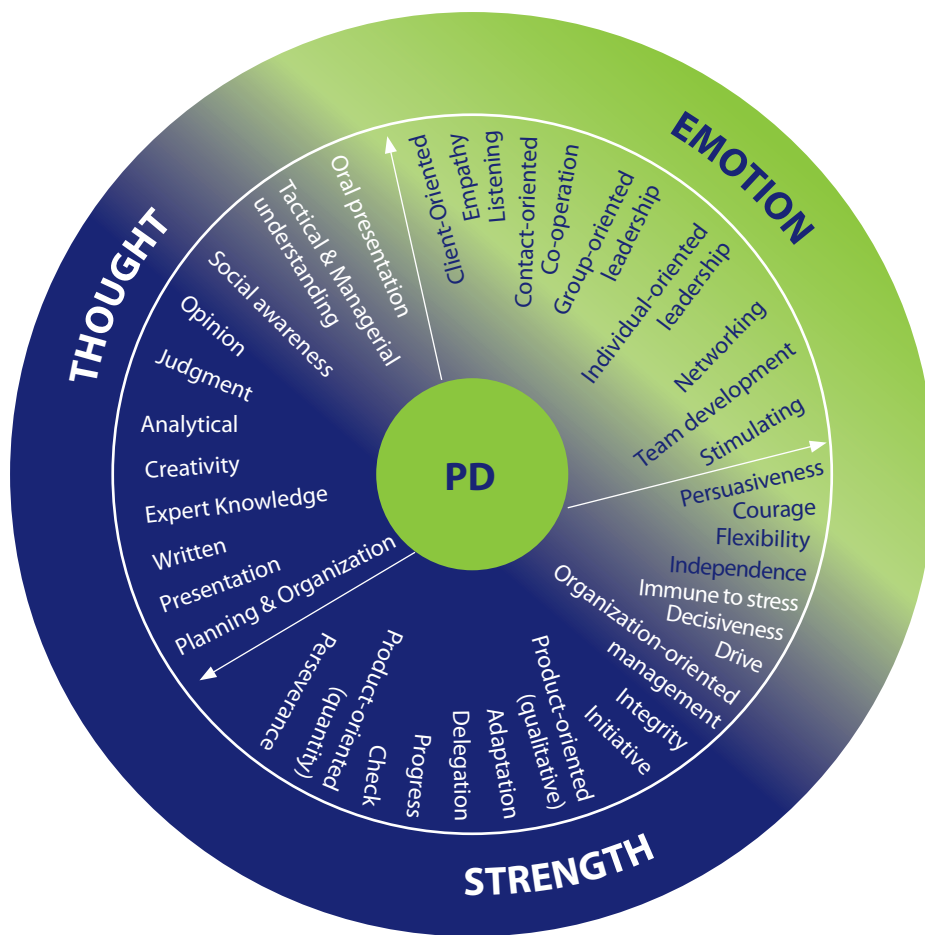 THOUGHT
EMOTION
STRENGTH
PD
Client-Oriented
Empathy
Listening
Contact-oriented
Co-operation
Group-oriented
leadership
Individual-oriented
leadership
Networking
Team development
Stimulating
Persuasiveness
Courage
Flexibility
Independence
Immune to stress
Decisiveness
Drive
Organization-oriented
management
Integrity
Initiative
Product-oriented
(qualitative)
Adaptation
Delegation
Progress
Check
Product-oriented
(quantity)
Perseverance
Planning & Organization
Presentation
Written
Expert Knowledge
Creativity
Analytical
Judgment
Opinion
Social awareness
Tactical & Managerial
understanding
Oral presentation